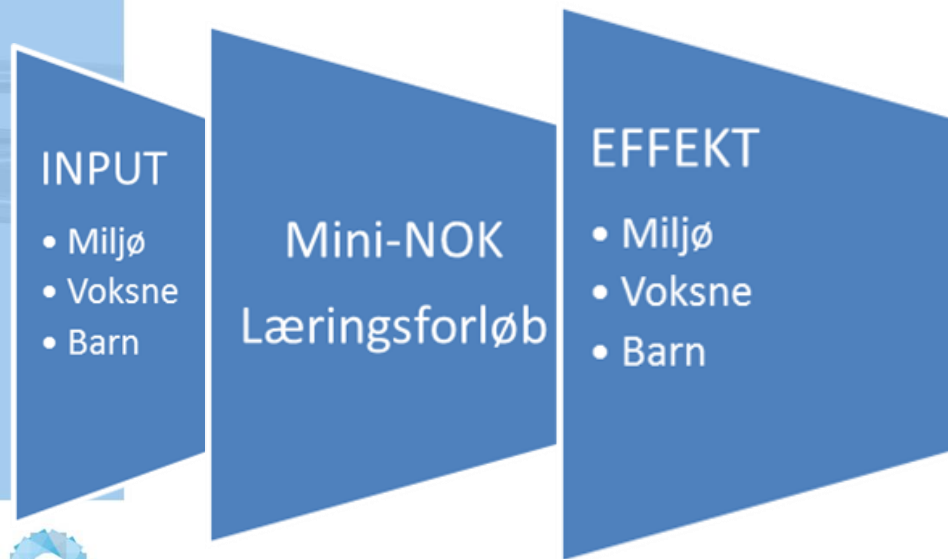 INPUT
• Miljø
• Voksne
• Barn
Mini-NOK
Læringsforløb
EFFEKT
• Miljø
• Voksne
• Barn